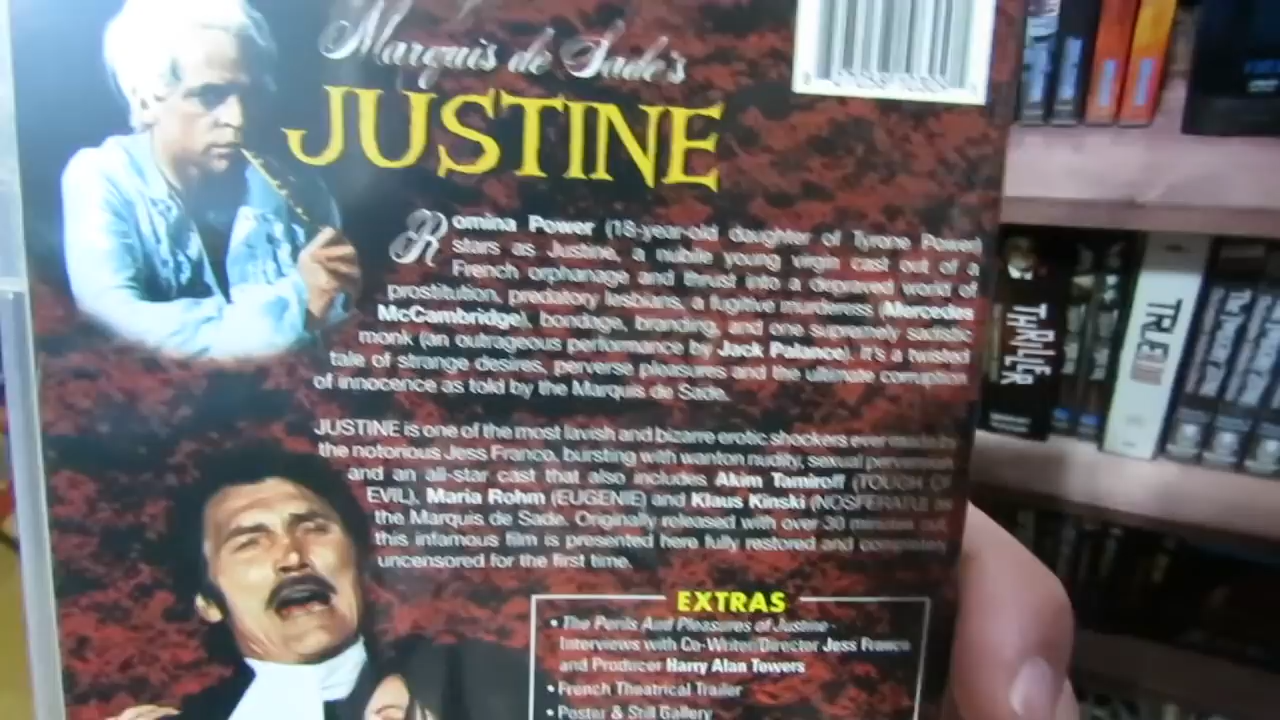 Marquis de Sade's
JUSTINE
Romina Power (18-year-old daughter of Tyrone Power)
stars as Justine, a nubile young virgin cast out of a
French orphanage and thrust into a depraved world of
prostitution, predatory lesbians, a fugitive murderess (Mercedes
McCambridge), bondage, branding, and one supremely sadistic
monk (an outrageous performance by Jack Palance). It's a twisted
tale of strange desires, perverse pleasures and the ultimate corruption
of innocence as told by the Marquis de Sade.
JUSTINE is one of the most lavish and bizarre erotic shockers ever made by
the notorious Jess Franco, bursting with wanton nudity, sexual perversion
and an all-star cast that also includes Akim Tamiroff (TOUCH OF
EVIL), Maria Rohm (EUGENIE) and Klaus Kinski (NOSFERATU) as
the Marquis de Sade. Originally released with over 30 minutes cut,
this infamous film is presented here fully restored and completely
uncensored for the first time.
EXTRAS
• The Perils And Pleasures of Justine -
Interviews with Co-Writer/Director Jess Franco
and Producer Harry Alan Towers
• French Theatrical Trailer
• Poster & Still Gallery
THRILLER
TRUE